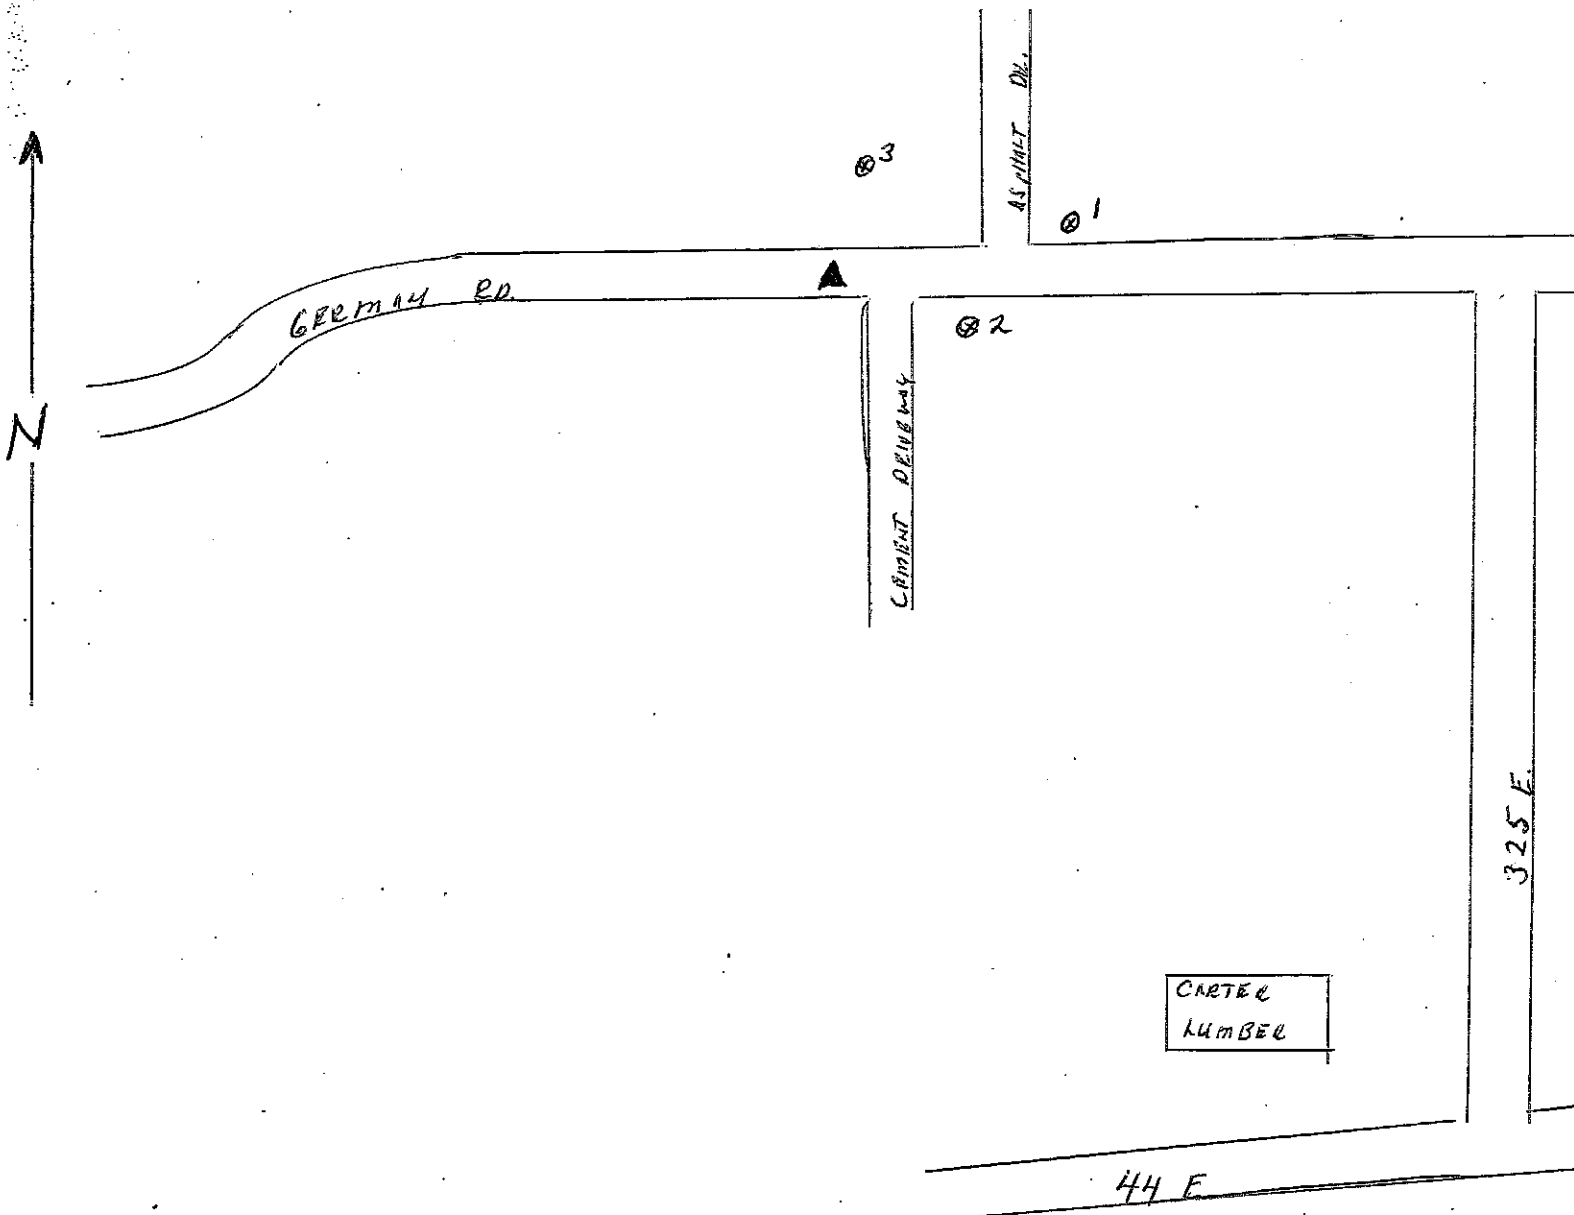 ASPHALT DR.
3
1
GERMAN RD.
2
N
CEMENT DRIVEWAY
325 E.
CARTER
LUMBER
44 E